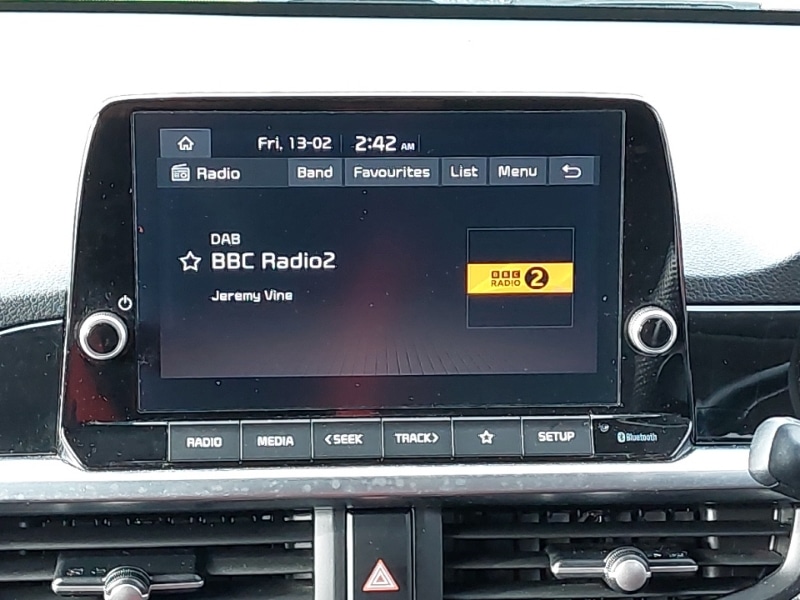 Fri, 13-02 2:42 AM
Radio Band Favourites List Menu
DAB
BBC Radio2
Jeremy Vine
BBC
RADIO 2
RADIO MEDIA <SEEK TRACK> SETUP Bluetooth